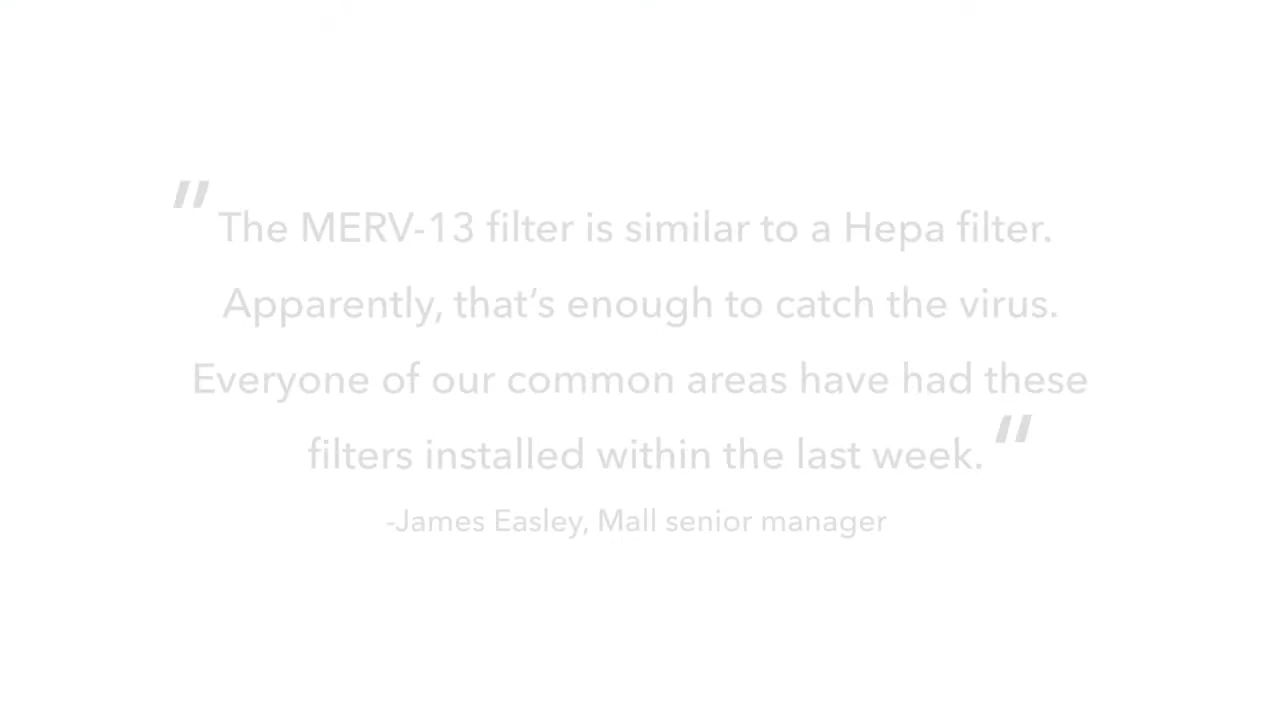 "The MERV-13 filter is similar to a Hepa filter.
Apparently, that’s enough to catch the virus.
Everyone of our common areas have had these
filters installed within the last week."
-James Easley, Mall senior manager